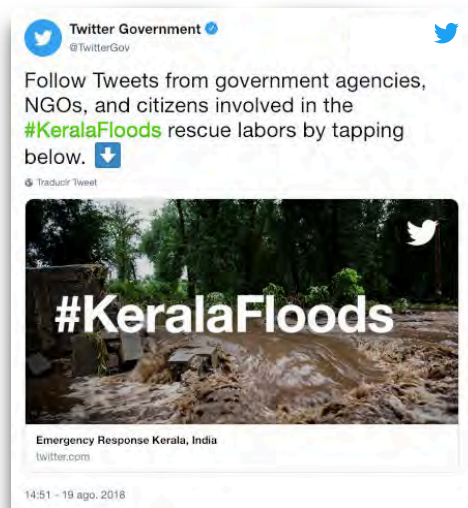 Twitter Government
@TwitterGov
Follow Tweets from government agencies,
NGOs, and citizens involved in the
#KeralaFloods rescue labors by tapping
below. ⬇️
Traducir Tweet
#KeralaFloods
Emergency Response Kerala, India
twitter.com
14:51 - 19 ago. 2018